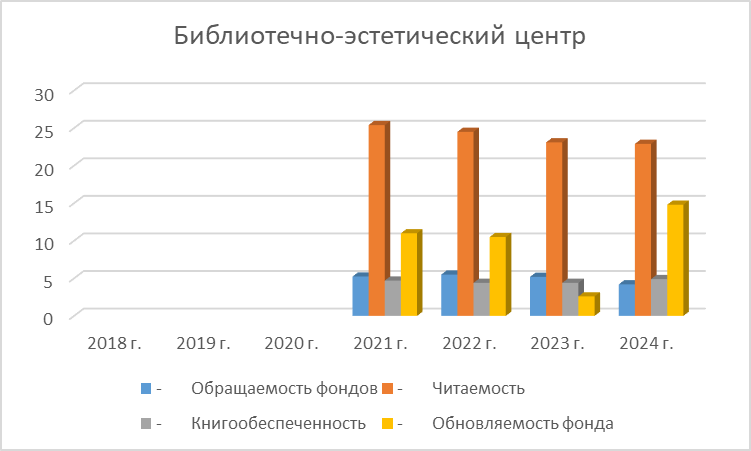 Библиотечно-эстетический центр
30
25
20
15
10
5
0
2018 г. 2019 г. 2020 г. 2021 г. 2022 г. 2023 г. 2024 г.
- Обращаемость фондов - Читаемость
- Книгообеспеченность - Обновляемость фонда